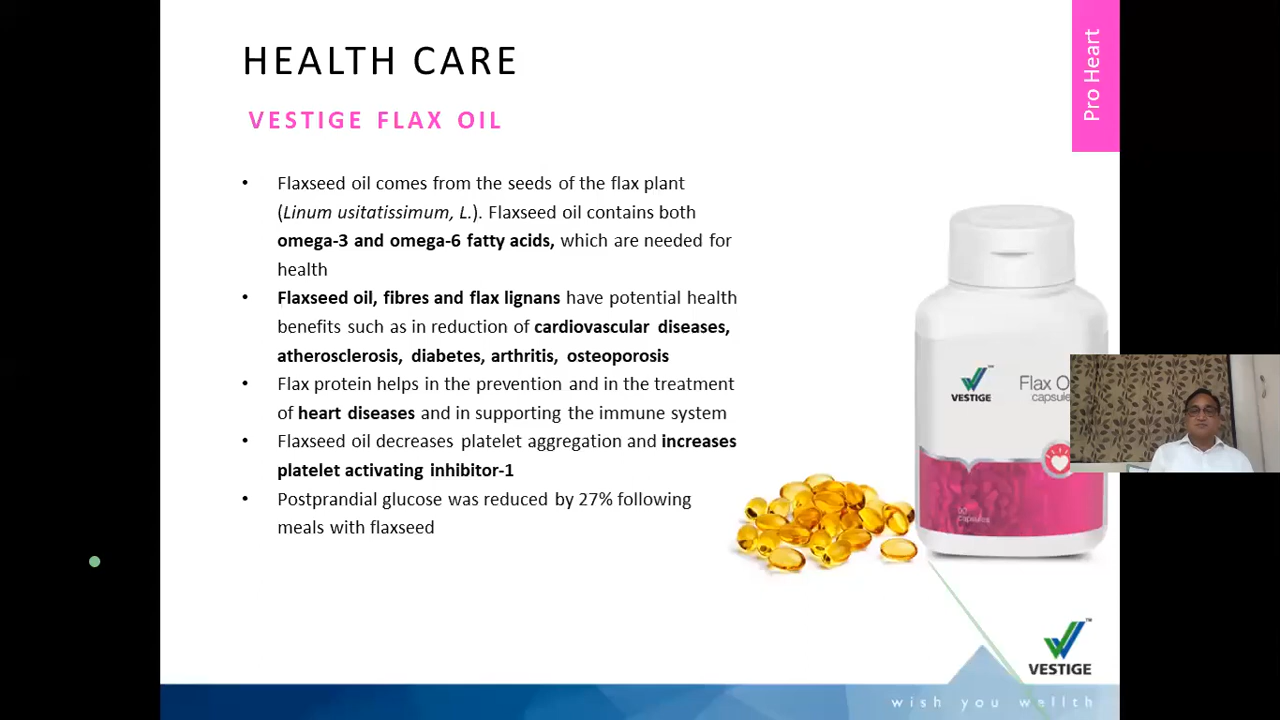 HEALTH CARE
Pro Heart
VESTIGE FLAX OIL
• Flaxseed oil comes from the seeds of the flax plant
(Linum usitatissimum, L.). Flaxseed oil contains both
omega-3 and omega-6 fatty acids, which are needed for
health
• Flaxseed oil, fibres and flax lignans have potential health
benefits such as in reduction of cardiovascular diseases,
atherosclerosis, diabetes, arthritis, osteoporosis
• Flax protein helps in the prevention and in the treatment
of heart diseases and in supporting the immune system
• Flaxseed oil decreases platelet aggregation and increases
platelet activating inhibitor-1
• Postprandial glucose was reduced by 27% following
meals with flaxseed
VESTIGE
Flax O
capsule
90
capsules
VESTIGE
wish you wellth